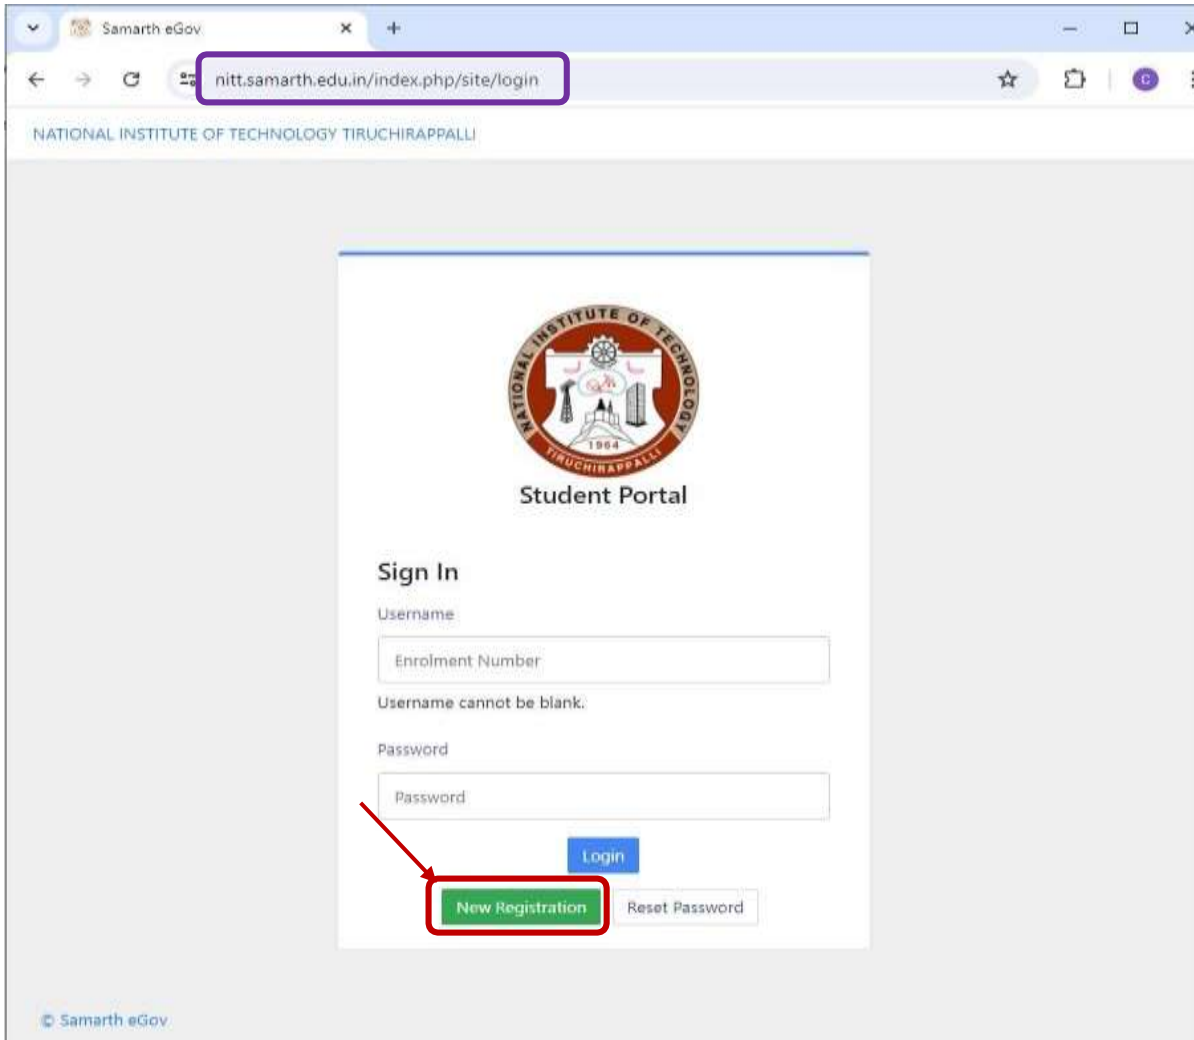 Samarth eGov
nitt.samarth.edu.in/index.php/site/login
C
NATIONAL INSTITUTE OF TECHNOLOGY TIRUCHIRAPPALLI
NATIONAL INSTITUTE OF TECHNOLOGY
1964
TIRUCHIRAPPALLI
Student Portal
Sign In
Username
Enrolment Number
Username cannot be blank.
Password
Password
Login
New Registration
Reset Password
© Samarth eGov